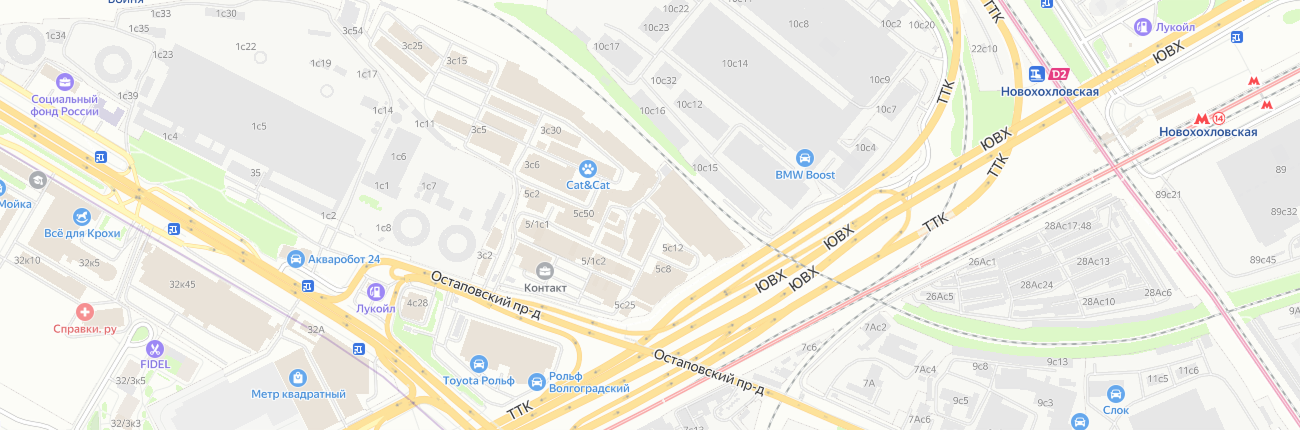 Бойня
1с34
1с35
1с30
1с33
1с22
1с23
3с54
3с25
3с15
1с19
1с17
1с39
1с14
1с11
1с4
1с5
1с6
1с7
1с1
1с2
1с8
35
Социальный
фонд России
Мойка
Всё для Крохи
32к10
32к5
32к45
32А
Справки. ру
FIDEL
32/3к5
32/3к3
Метр квадратный
Акваробот 24
Лукойл
4с28
Остаповский пр-д
Toyota Рольф
Рольф
Волгоградский
3с5
3с30
3с6
Cat&Cat
5с2
5с50
5/1с1
5/1с2
3с2
Контакт
5с12
5с8
5с25
10с22
10с23
10с17
10с32
10с16
10с12
10с14
10с15
10с8
10с2
10с20
10с9
10с7
10с4
BMW Boost
22с10
ТТК
ТТК
ТТК
ТТК
ТТК
ЮВХ
ЮВХ
ЮВХ
ЮВХ
ЮВХ
Остаповский пр-д
Лукойл
D2
Новохохловская
14
Новохохловская
89с21
89с32
89с45
28Ас17;48
26Ас1
28Ас13
28Ас24
28Ас10
28Ас6
26Ас5
7Ас2
7с6
7А
7Ас6
9с8
9с13
9с3
11с5
11с6
9А
Слок